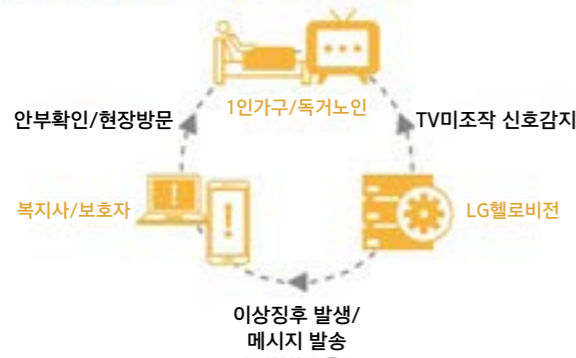 1인가구/독거노인
안부확인/현장방문
TV미조작 신호감지
복지사/보호자
LG헬로비전
이상징후 발생/
메시지 발송